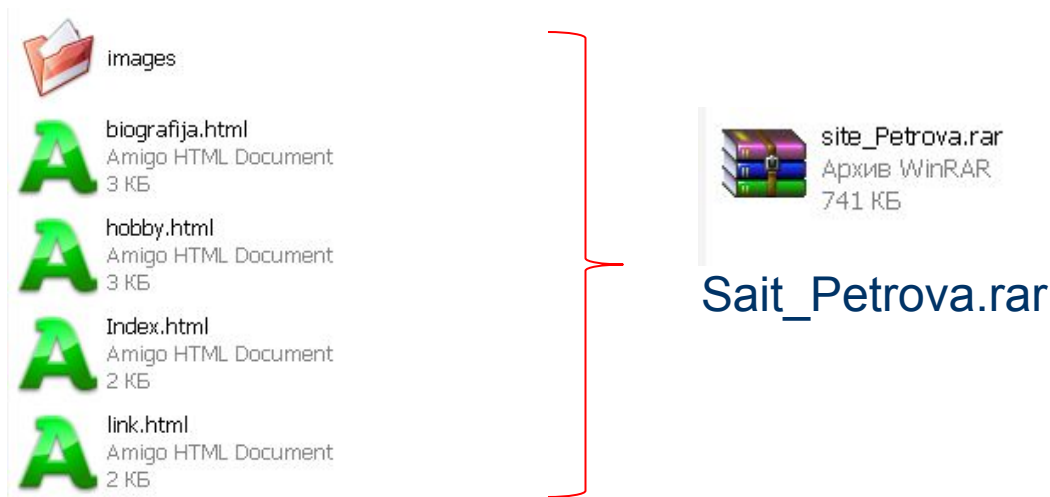 images
biografija.html
Amigo HTML Document
3 КБ
hobby.html
Amigo HTML Document
3 КБ
Index.html
Amigo HTML Document
2 КБ
link.html
Amigo HTML Document
2 КБ
site_Petrova.rar
Архив WinRAR
741 КБ
Sait_Petrova.rar